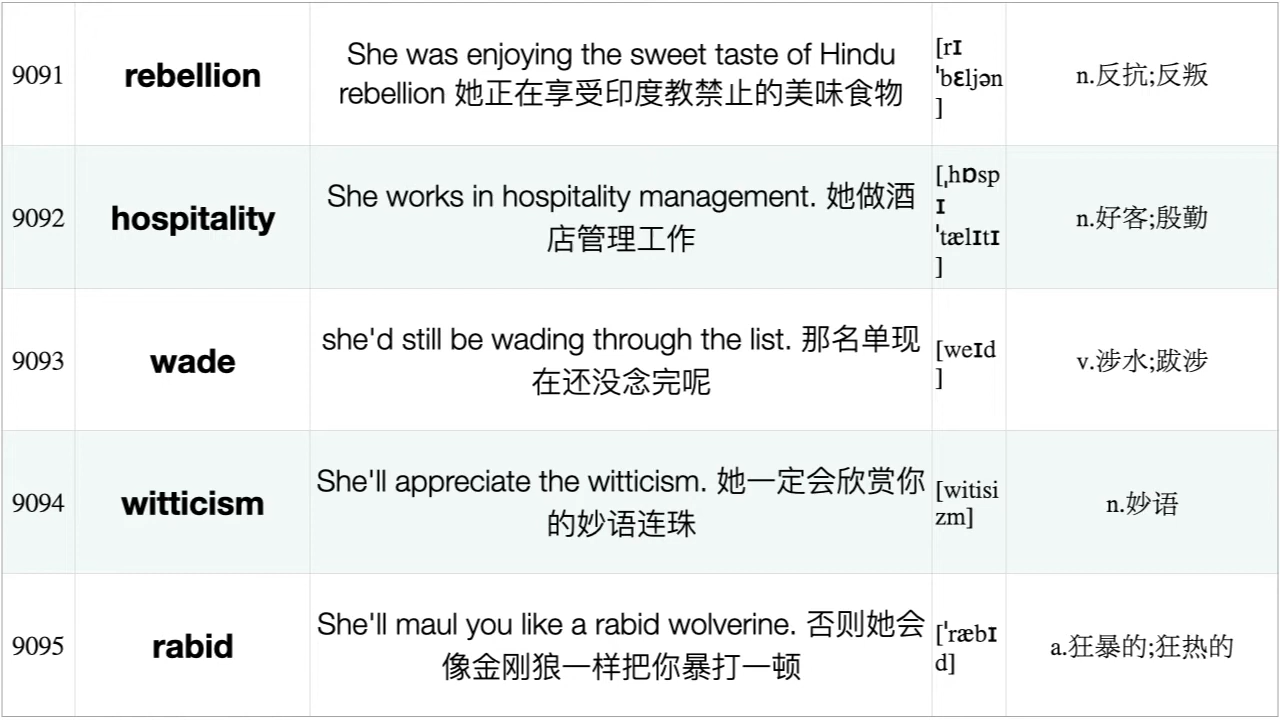 9091
rebellion
She was enjoying the sweet taste of Hindu
rebellion 她正在享受印度教禁止的美味食物
[rɪ
ˈbɛljən
]
n.反抗;反叛
9092
hospitality
She works in hospitality management. 她做酒
店管理工作
[ˌhɒsp
ɪ
ˈtælɪtɪ
]
n.好客;殷勤
9093
wade
she'd still be wading through the list. 那名单现
在还没念完呢
[weɪd
]
v.涉水;跋涉
9094
witticism
She'll appreciate the witticism. 她一定会欣赏你
的妙语连珠
[witisi
zm]
n.妙语
9095
rabid
She'll maul you like a rabid wolverine. 否则她会
像金刚狼一样把你暴打一顿
[ˈræbɪ
d]
a.狂暴的;狂热的